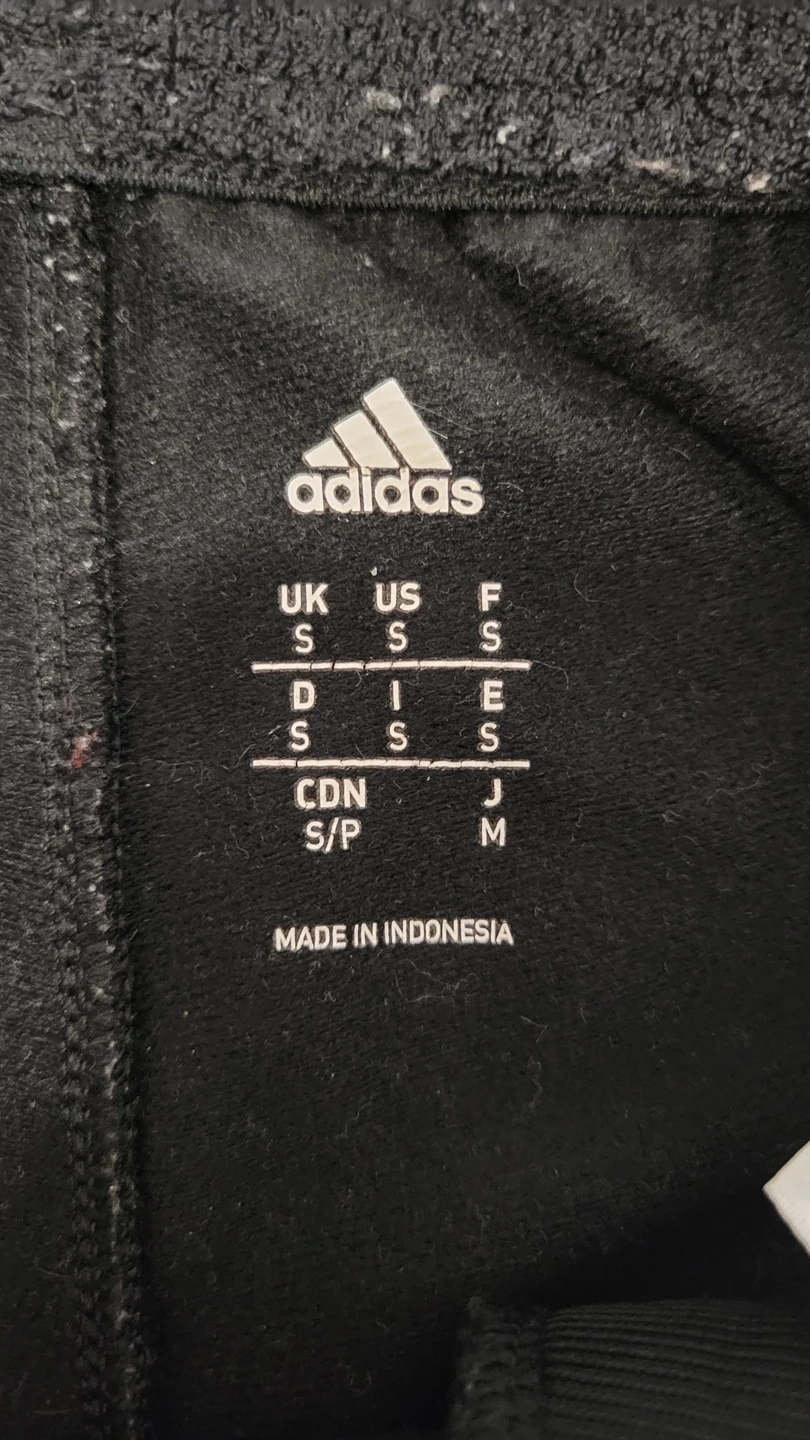 adidas
UK US F
S S S
D I E
S S S
CDN J
S/P M
MADE IN INDONESIA